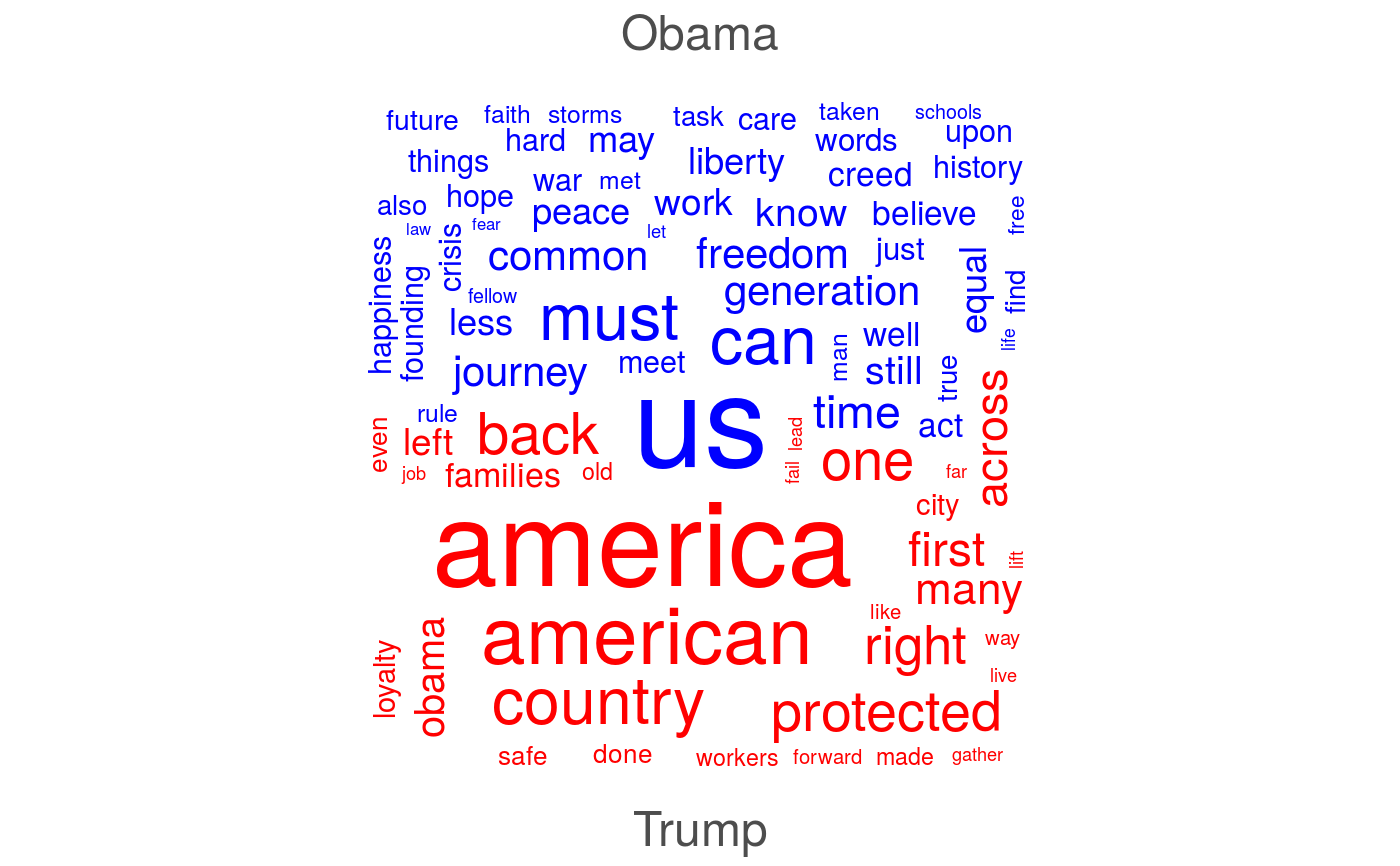 Obama
future faith storms task care taken schools
hard may words upon
things liberty creed history
war met
also hope peace work know believe free
law fear let
happiness founding crisis common freedom just equal find
fellow generation
less must can man well life
journey meet still true
us time act
rule
even left back lead one across
job families old fail far
city
america first lift
many
like
american right way
loyalty obama live
country protected
safe done workers forward made gather
Trump